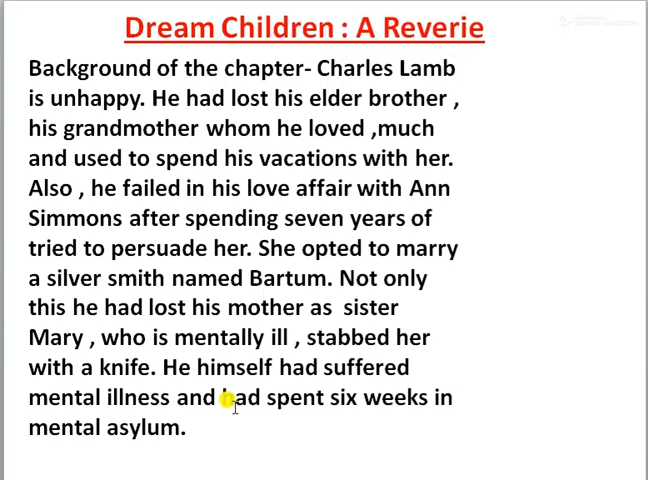 Dream Children : A Reverie
Background of the chapter- Charles Lamb
is unhappy. He had lost his elder brother ,
his grandmother whom he loved ,much
and used to spend his vacations with her.
Also , he failed in his love affair with Ann
Simmons after spending seven years of
tried to persuade her. She opted to marry
a silver smith named Bartum. Not only
this he had lost his mother as sister
Mary , who is mentally ill , stabbed her
with a knife. He himself had suffered
mental illness and had spent six weeks in
mental asylum.